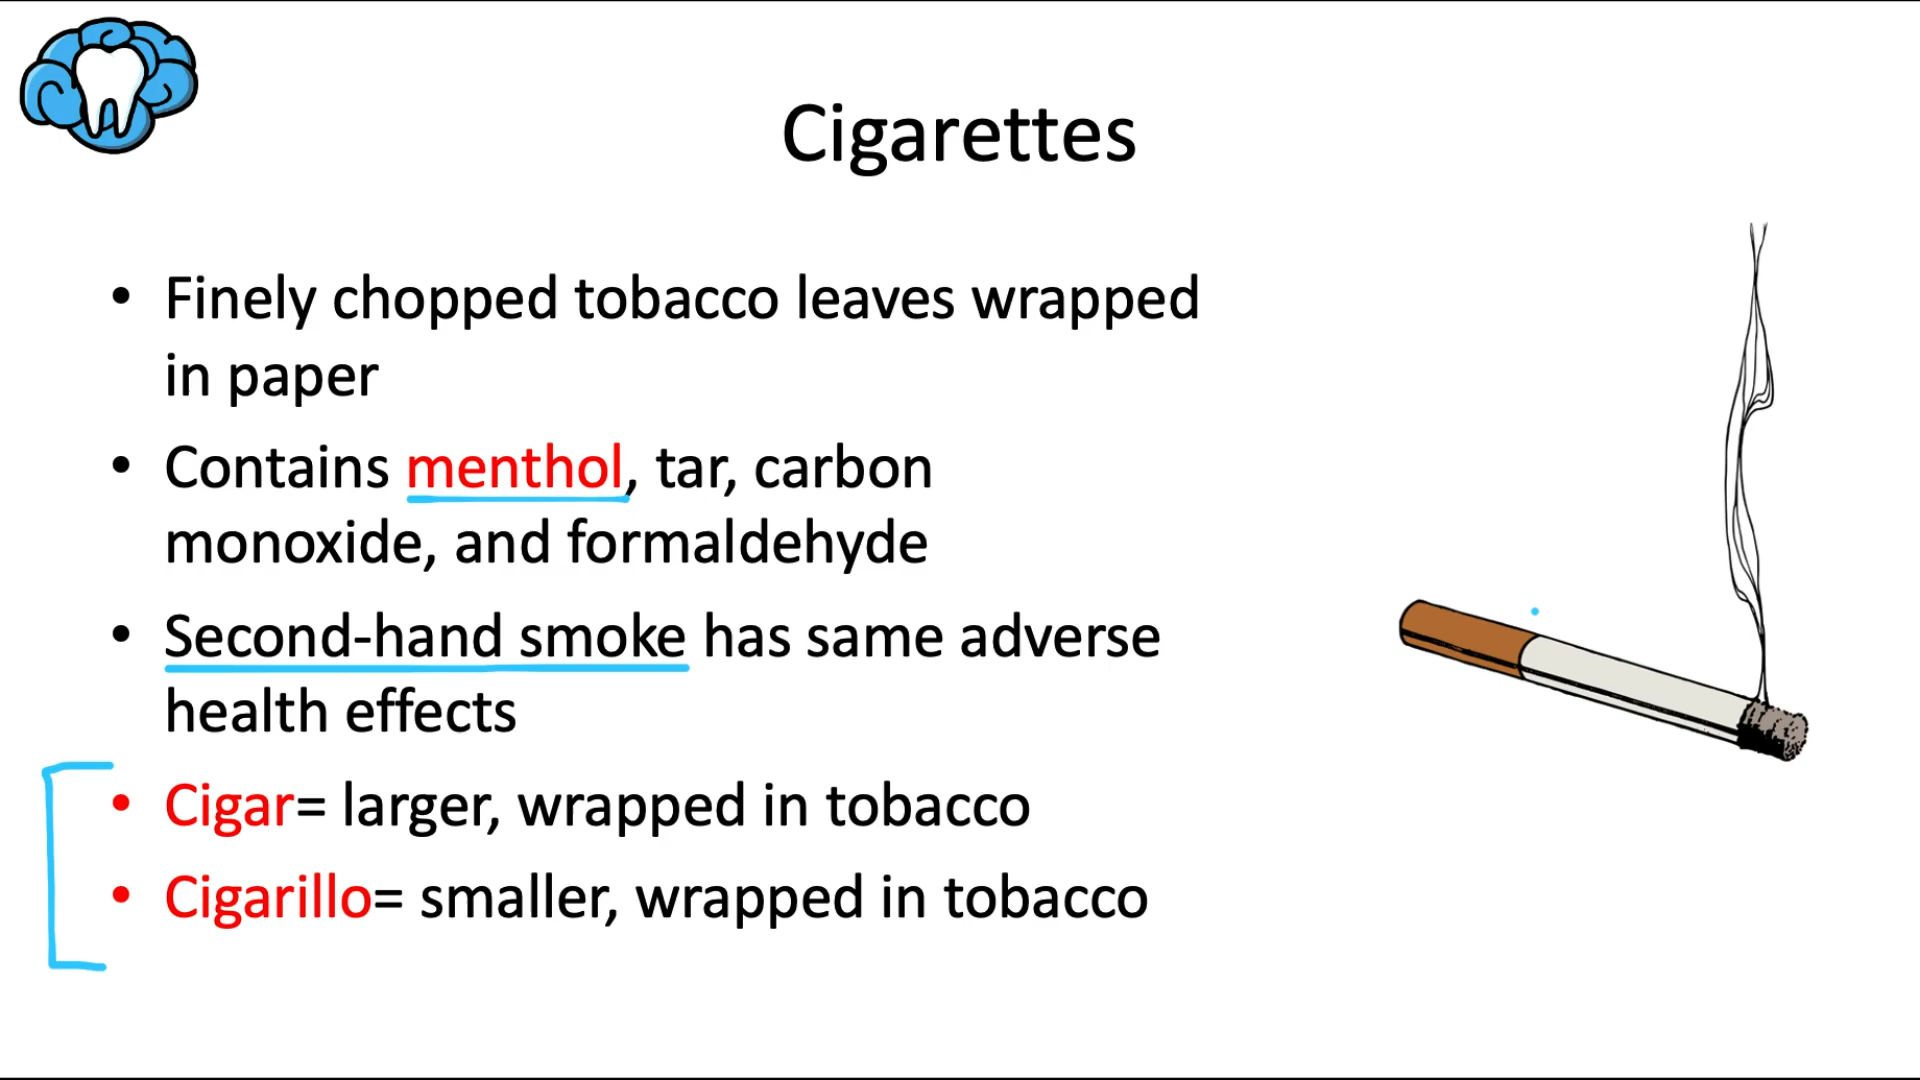 Cigarettes
• Finely chopped tobacco leaves wrapped
in paper
• Contains menthol, tar, carbon
monoxide, and formaldehyde
• Second-hand smoke has same adverse
health effects
• Cigar= larger, wrapped in tobacco
• Cigarillo= smaller, wrapped in tobacco